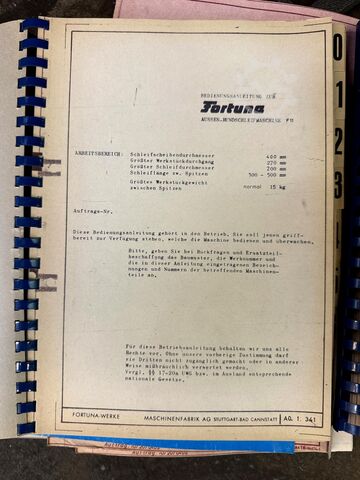 BEDIENUNGSANLEITUNG ZUR
Fortuna
AUSSEN-RUNDSCHLEIFMASCHINE
ARBEITSBEREICH: Schleifscheibendurchmesser 400 mm
Größter Werkstückdurchgang 270 mm
Größter Schleifdurchmesser 200 mm
Schleiflänge zw. Spitzen 300 - 500 mm
Größtes Werkstückgewicht
zwischen Spitzen normal 15 kg
Auftrags-Nr.
Diese Bedienungsanleitung gehört in den Betrieb. Sie soll jenen griff-
bereit zur Verfügung stehen, welche die Maschine bedienen und überwachen.
Bitte, geben Sie bei Rückfragen und Ersatzteil-
beschaffung das Baumuster, die Werknummer und
die in dieser Anleitung eingetragenen Bezeich-
nungen und Nummern der betreffenden Maschinen-
teile an.
Für diese Betriebsanleitung behalten wir uns alle
Rechte vor. Ohne unsere vorherige Zustimmung darf
sie Dritten nicht zugänglich gemacht oder in anderer
Weise mißbräuchlich verwertet werden.
Vergl. §§ 17-20a UWG bzw. im Ausland entsprechende
nationale Gesetze.
FORTUNA-WERKE MASCHINENFABRIK AG STUTTGART-BAD CANNSTATT AQ. 1. 341
0
1
2